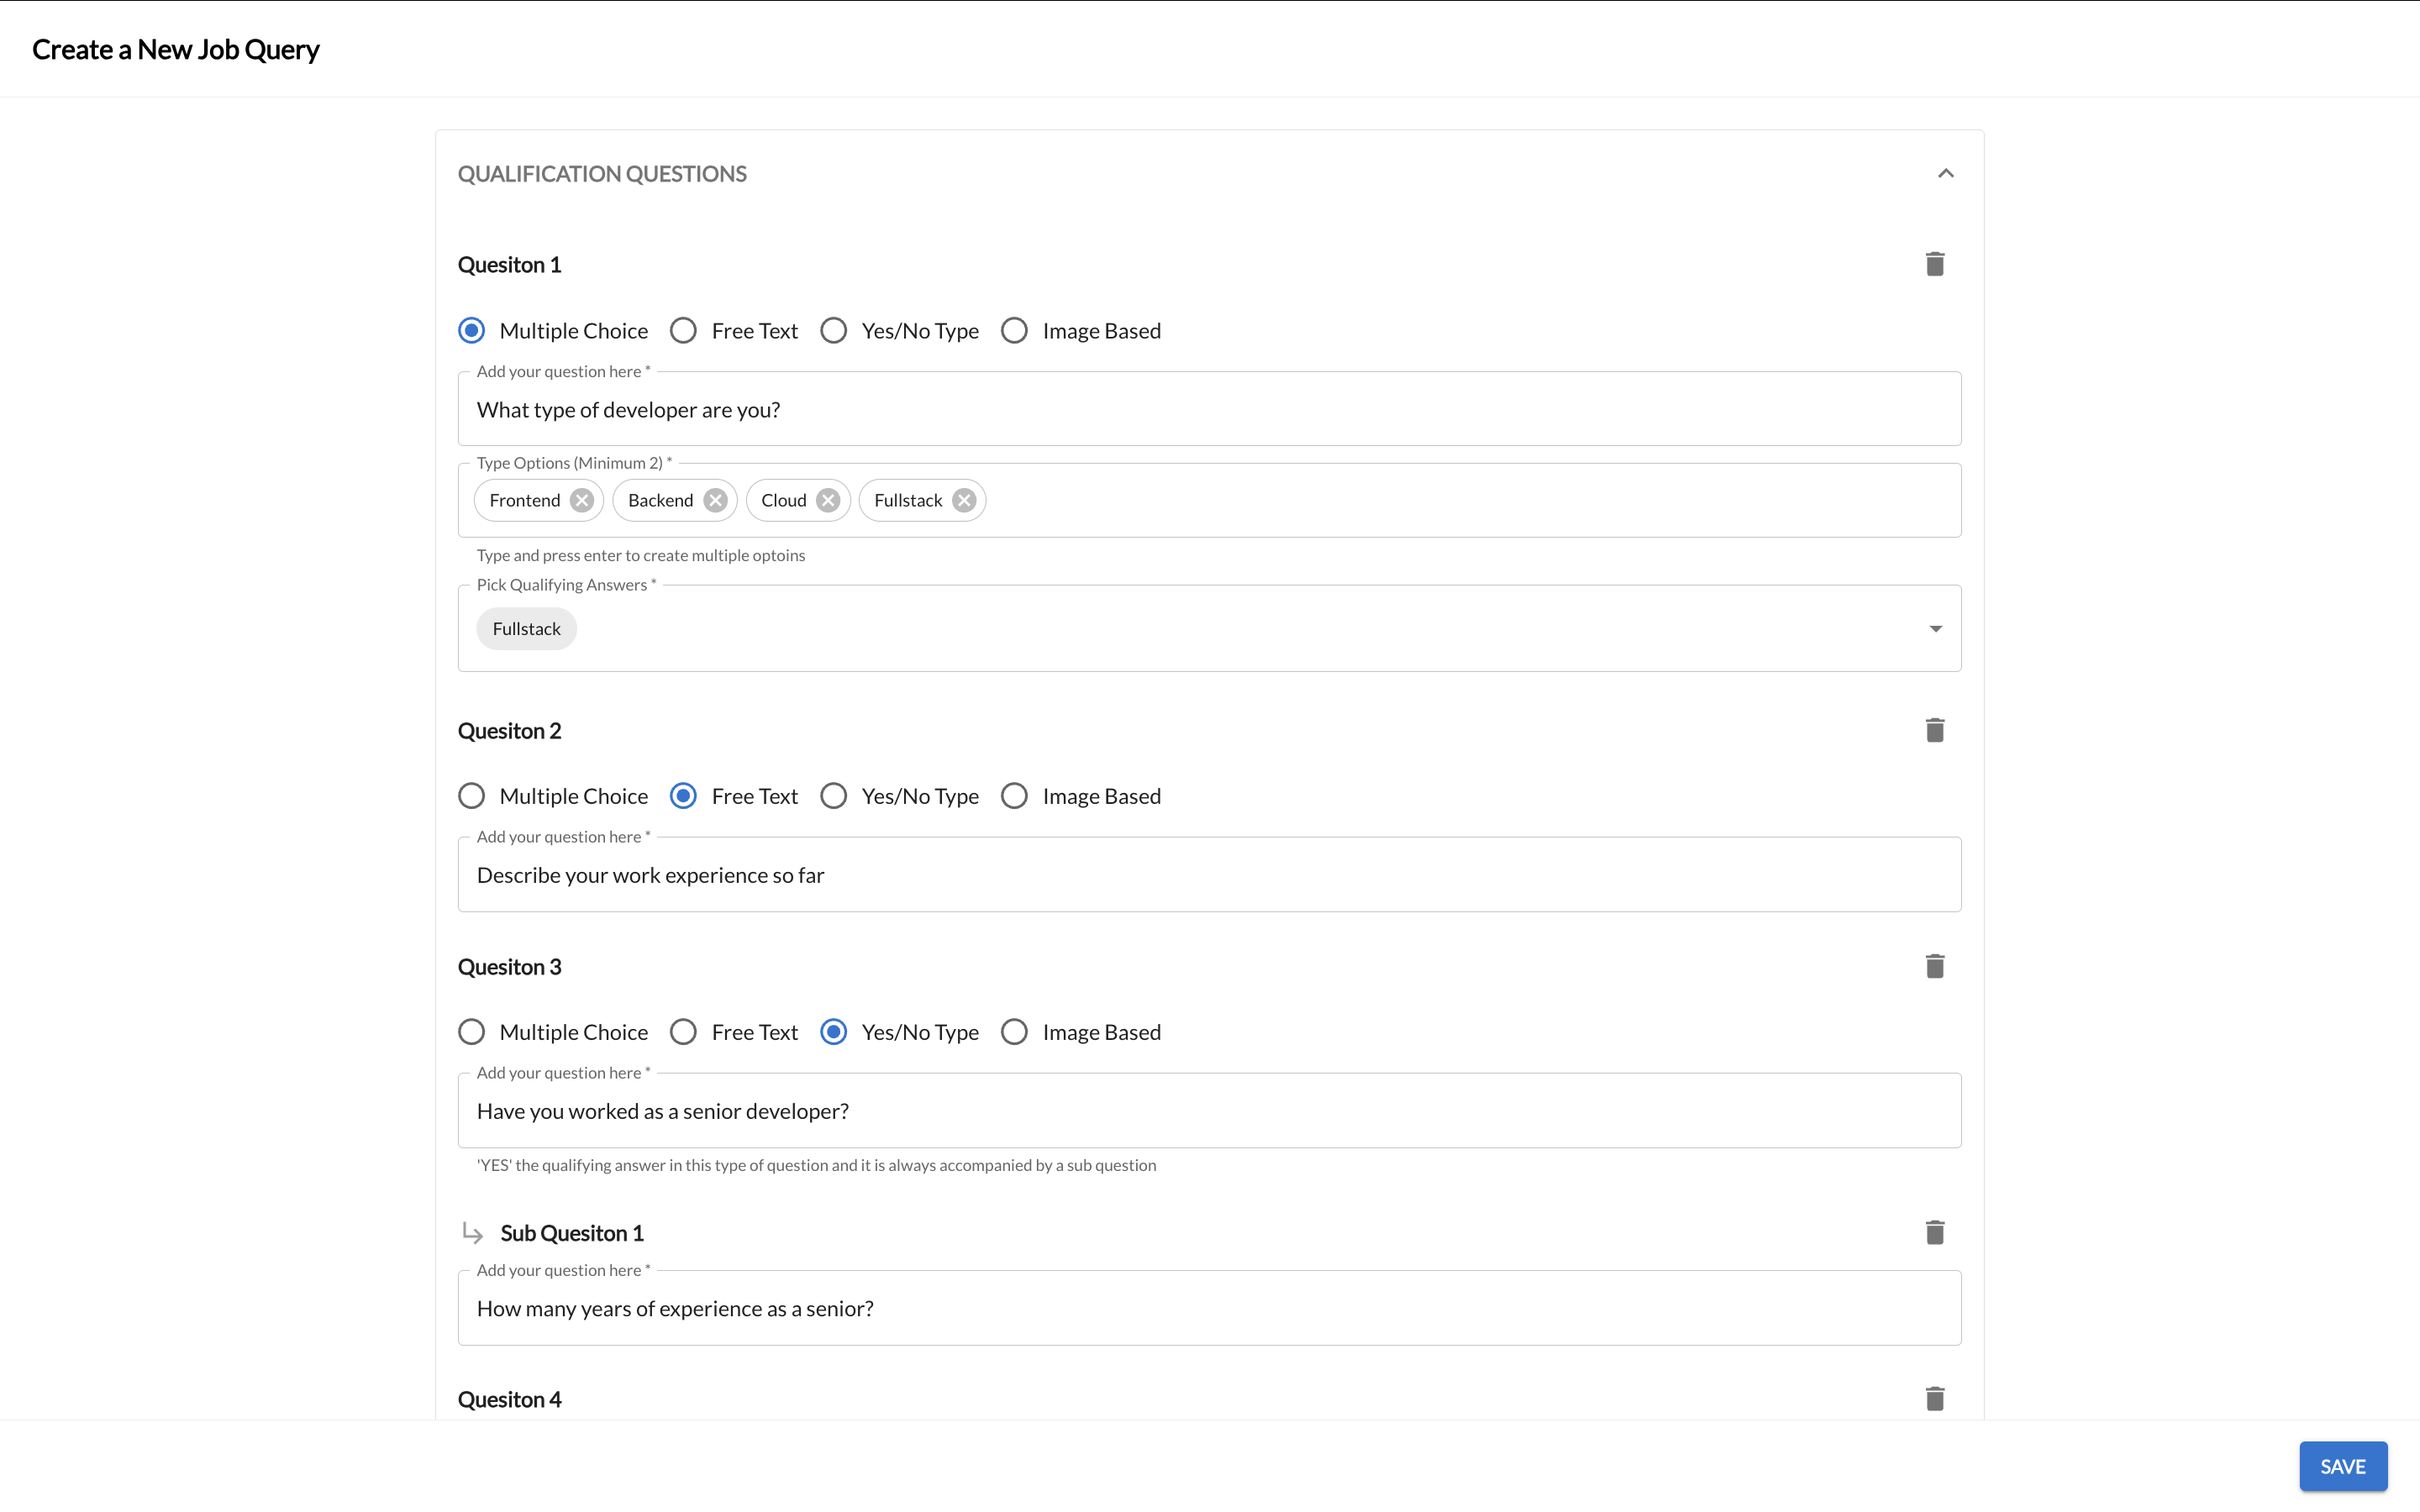 Create a New Job Query
QUALIFICATION QUESTIONS
Quesiton 1
Multiple Choice Free Text Yes/No Type Image Based
Add your question here *
What type of developer are you?
Type Options (Minimum 2) *
Frontend Backend Cloud Fullstack
Type and press enter to create multiple optoins
Pick Qualifying Answers *
Fullstack
Quesiton 2
Multiple Choice Free Text Yes/No Type Image Based
Add your question here *
Describe your work experience so far
Quesiton 3
Multiple Choice Free Text Yes/No Type Image Based
Add your question here *
Have you worked as a senior developer?
'YES' the qualifying answer in this type of question and it is always accompanied by a sub question
Sub Quesiton 1
Add your question here *
How many years of experience as a senior?
Quesiton 4
SAVE